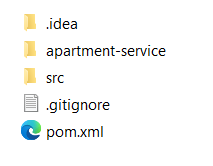 .idea
apartment-service
src
.gitignore
pom.xml